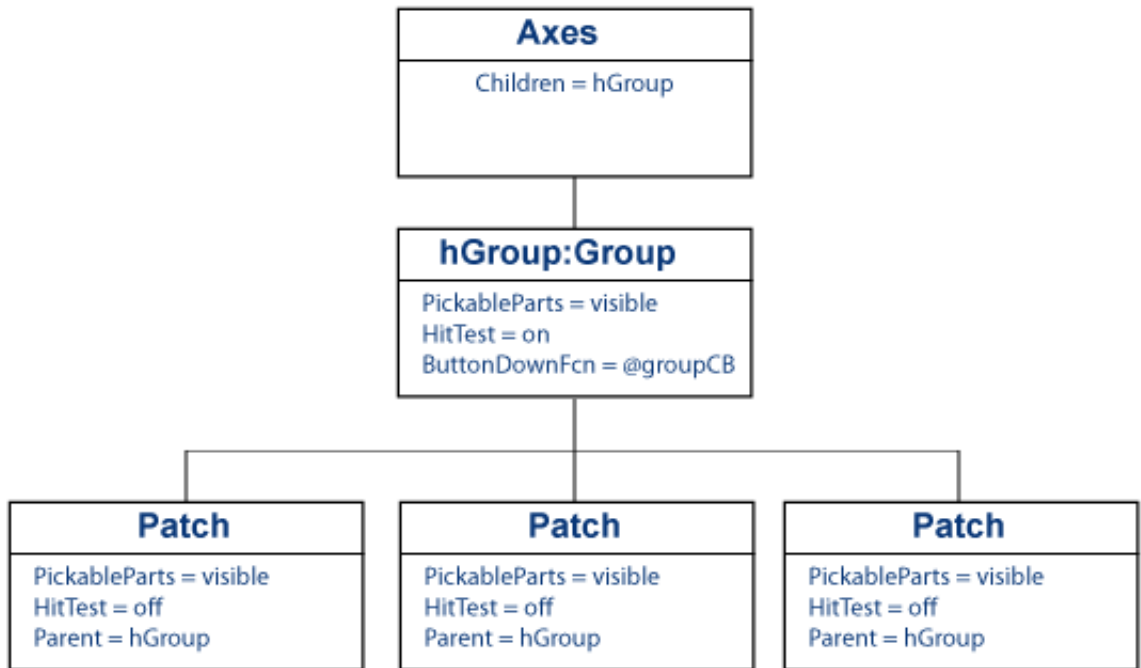 Axes
Children = hGroup
hGroup:Group
PickableParts = visible
HitTest = on
ButtonDownFcn = @groupCB
Patch
PickableParts = visible
HitTest = off
Parent = hGroup
Patch
PickableParts = visible
HitTest = off
Parent = hGroup
Patch
PickableParts = visible
HitTest = off
Parent = hGroup